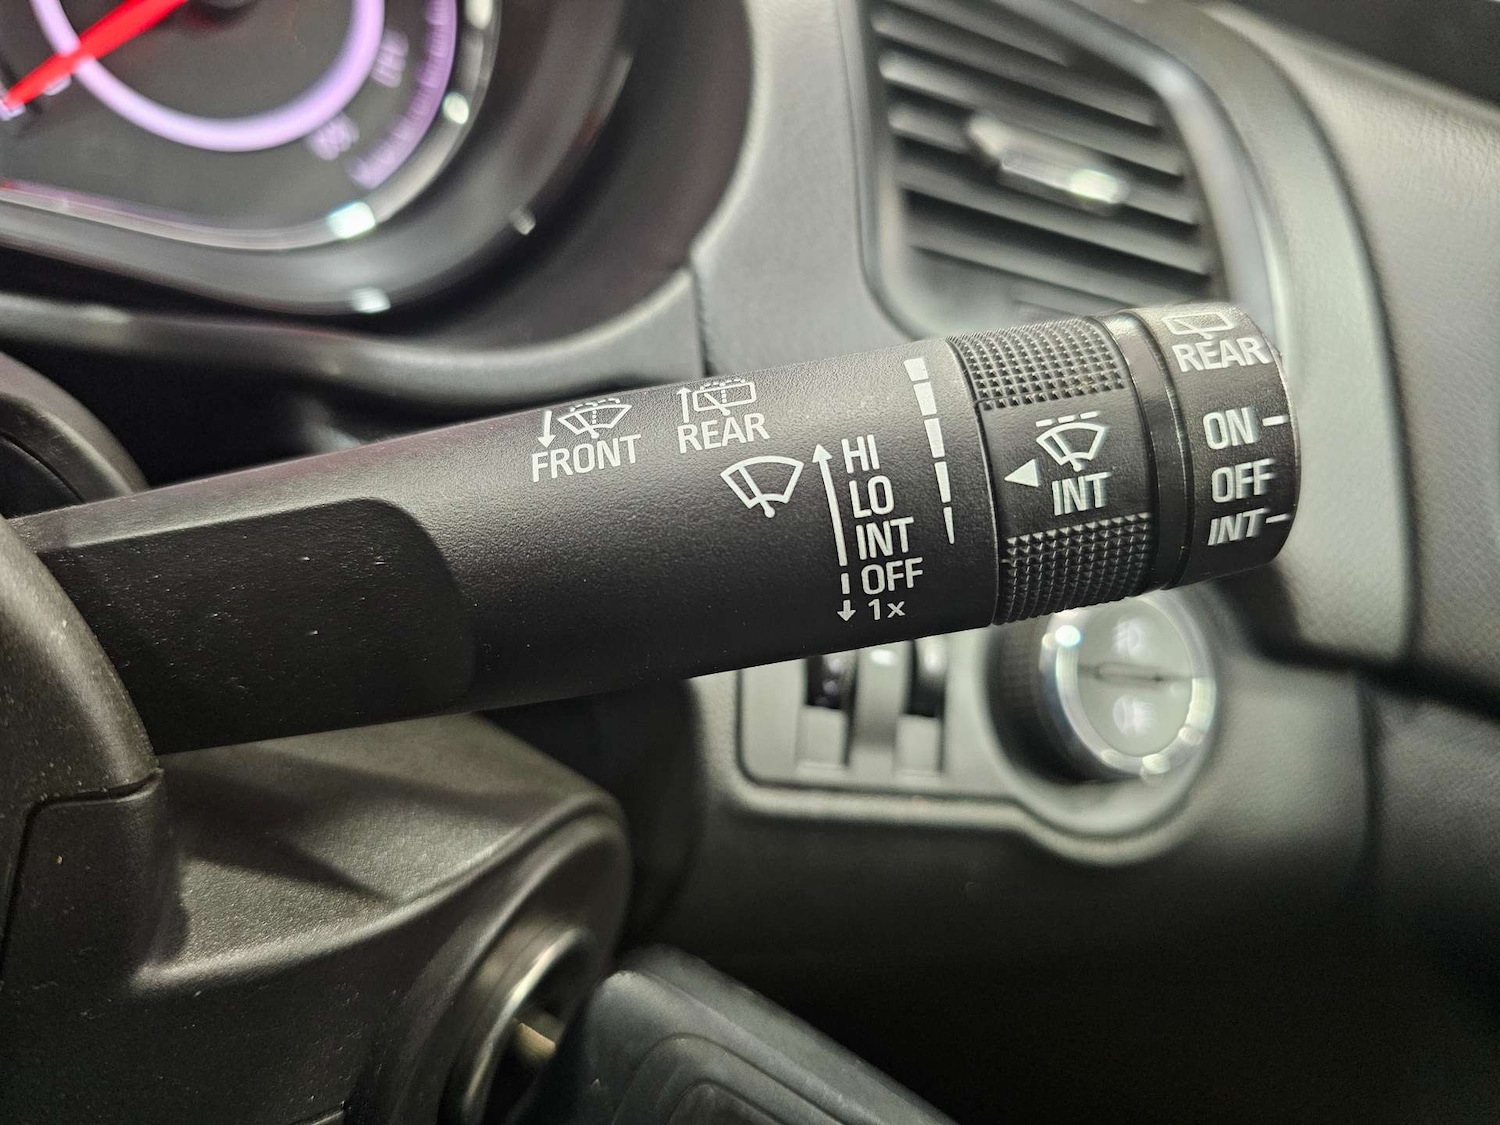 FRONT
REAR
HI
LO
INT
OFF
1x
INT
REAR
ON
OFF
INT